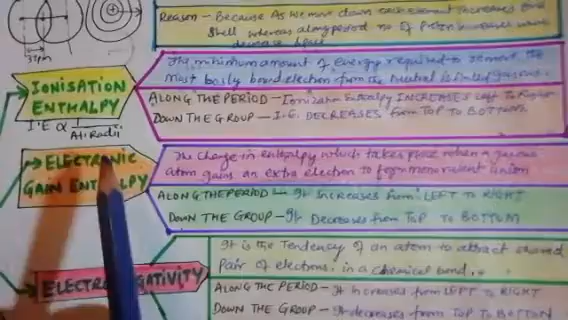 Reason - Because As we move down each element increases one
shell whereas along period no of Proton increases
decrease
37pm
IONISATION
ENTHALPY
I.E ∝ 1
At. Radii
The minimum amount of energy required to remove the
most loosely bound electron from the neutral isolated gaseous
ALONG THE PERIOD - Ionization Enthalpy INCREASES Left to Right
DOWN THE GROUP - I.E. DECREASES from TOP TO BOTTOM
ELECTRONIC
GAIN ENTHALPY
The change in enthalpy which takes place when a gaseous
atom gains an extra electron to form monovalent
ALONG THE PERIOD - It Increases from LEFT to RIGHT
DOWN THE GROUP - It Decreases from TOP TO BOTTOM
It is the Tendency of an atom to attract shared
Pair of electrons in a chemical bond.
ALONG THE PERIOD - It increases from LEFT to RIGHT
DOWN THE GROUP - It decreases from TOP TO BOTTOM